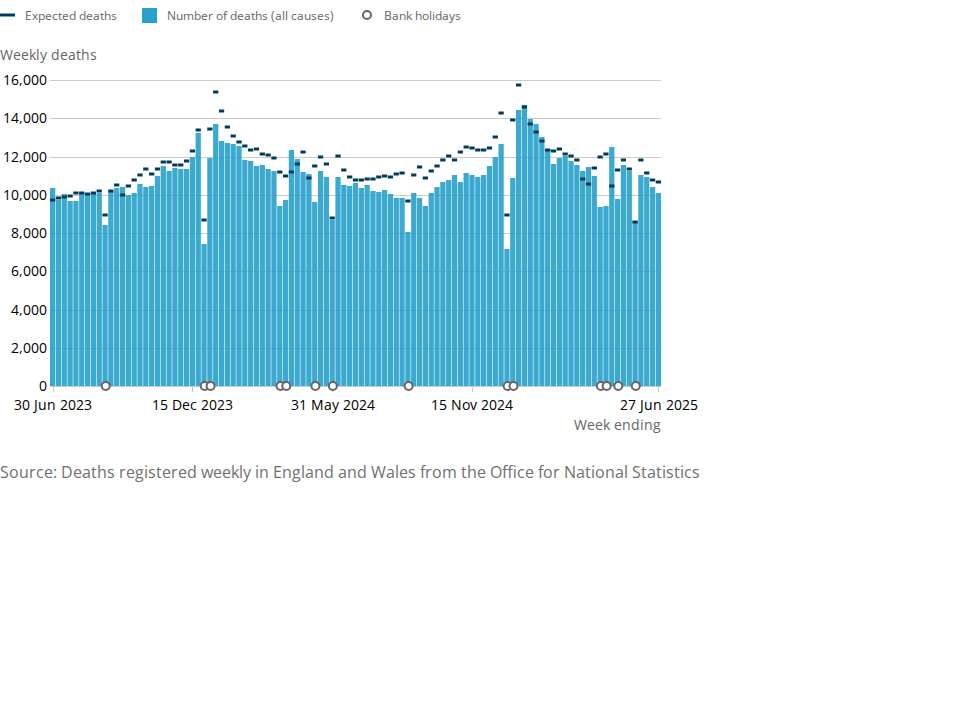 Expected deaths Number of deaths (all causes) Bank holidays
Weekly deaths
16,000
14,000
12,000
10,000
8,000
6,000
4,000
2,000
0
30 Jun 2023 15 Dec 2023 31 May 2024 15 Nov 2024 27 Jun 2025
Week ending
Source: Deaths registered weekly in England and Wales from the Office for National Statistics